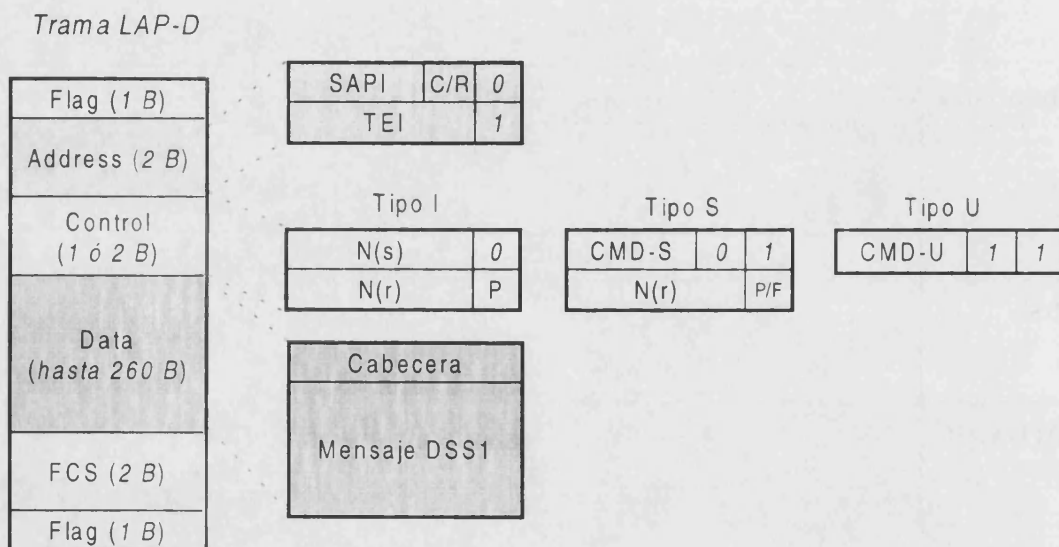 Trama LAP-D
Flag (1 B)
Address (2 B)
Control
(1 ó 2 B)
Data
(hasta 260 B)
FCS (2 B)
Flag (1 B)
SAPI C/R 0
TEI 1
Tipo I
N(s) 0
N(r) P
Tipo S
CMD-S 0 1
N(r) P/F
Tipo U
CMD-U 1 1
Cabecera
Mensaje DSS1